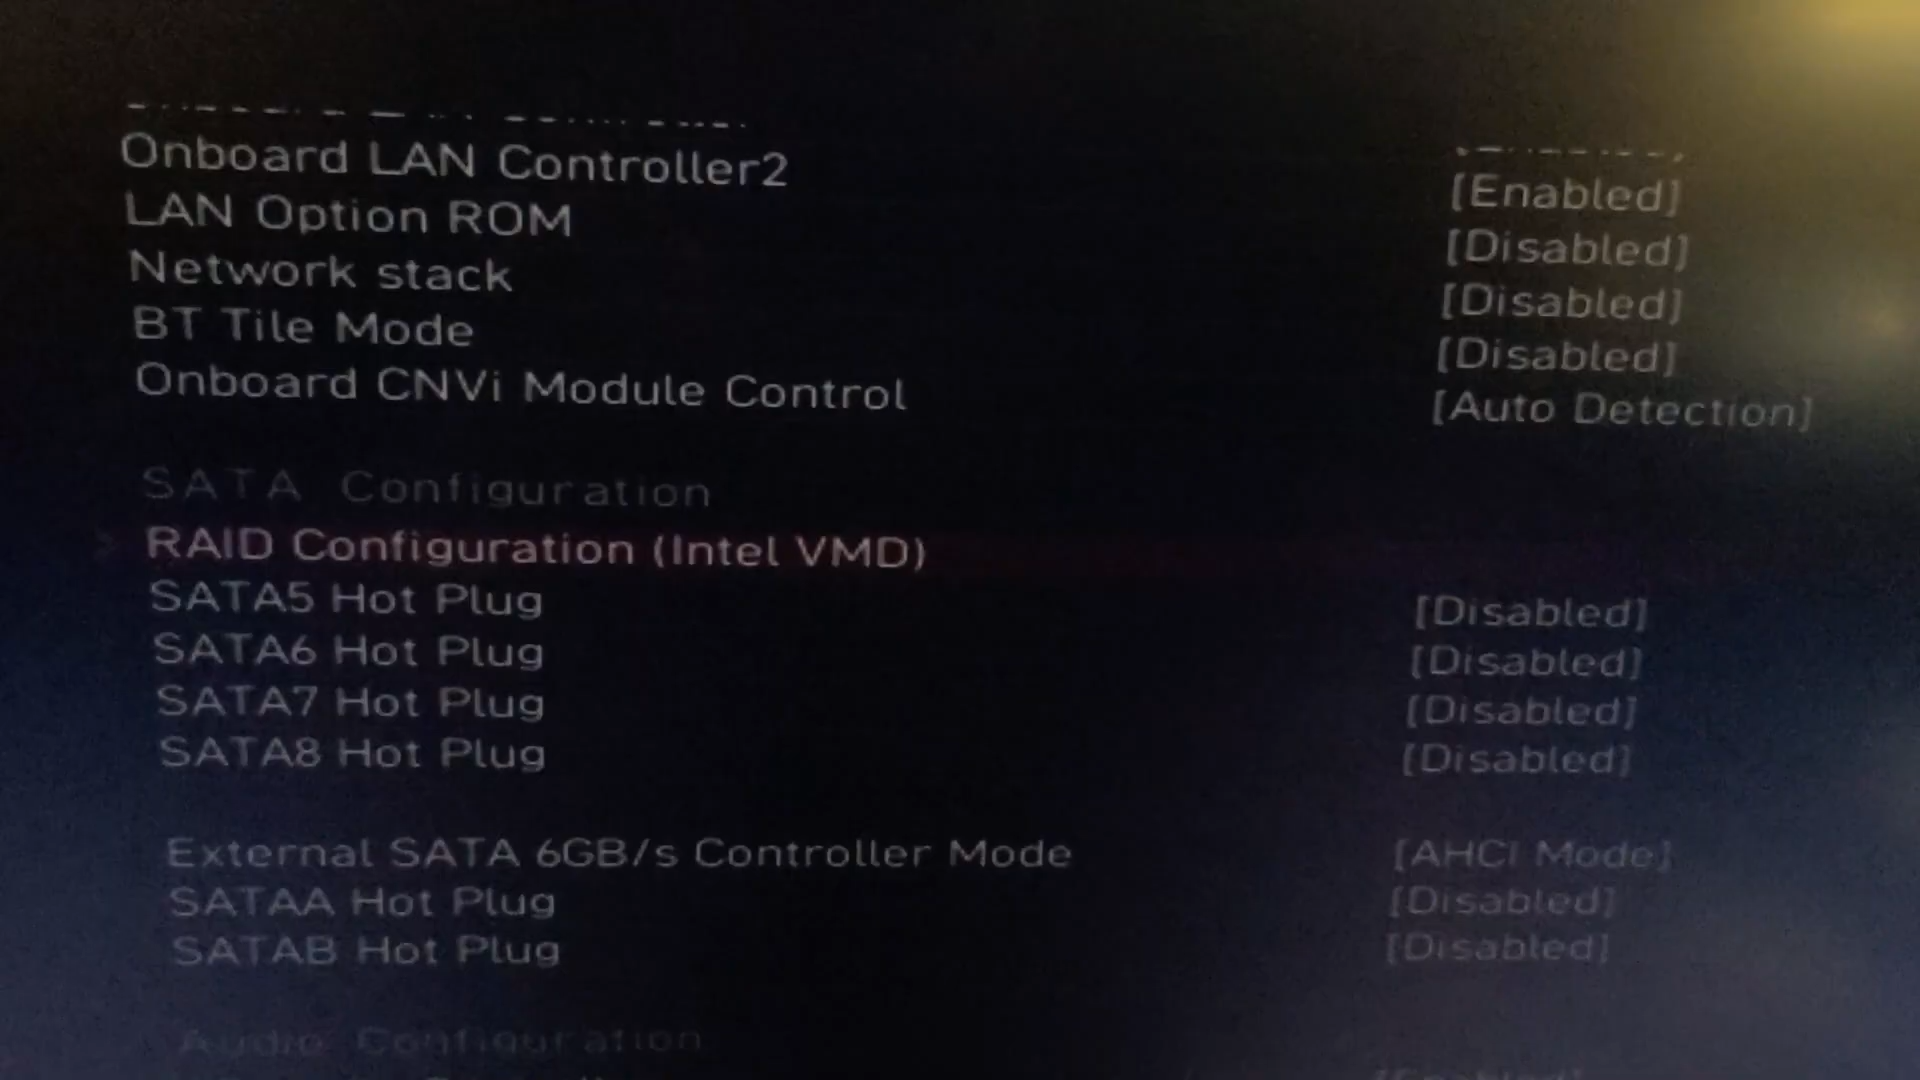 Onboard LAN Controller2 [Enabled]
LAN Option ROM [Disabled]
Network stack [Disabled]
BT Tile Mode [Disabled]
Onboard CNVi Module Control [Auto Detection]
SATA Configuration
> RAID Configuration (Intel VMD)
SATA5 Hot Plug [Disabled]
SATA6 Hot Plug [Disabled]
SATA7 Hot Plug [Disabled]
SATA8 Hot Plug [Disabled]
External SATA 6GB/s Controller Mode [AHCI Mode]
SATAA Hot Plug [Disabled]
SATAB Hot Plug [Disabled]
Audio Configuration
[Enabled]